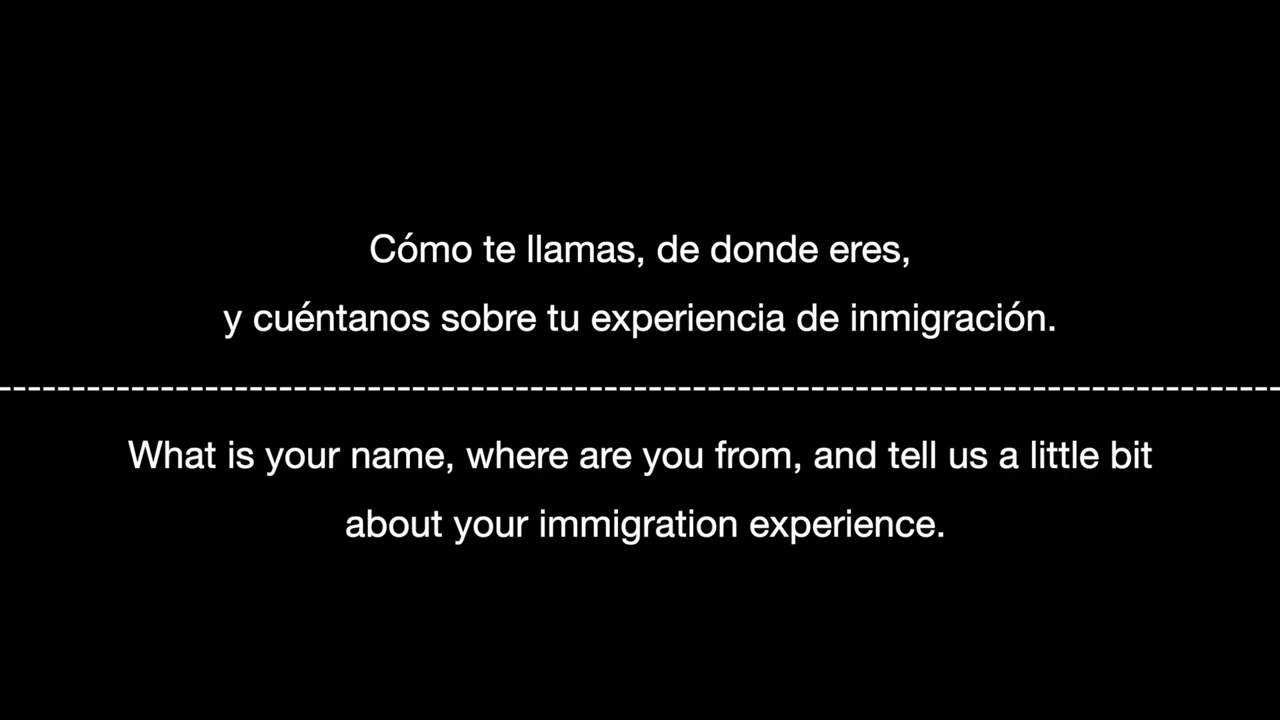 Cómo te llamas, de donde eres,
y cuéntanos sobre tu experiencia de inmigración.
What is your name, where are you from, and tell us a little bit
about your immigration experience.